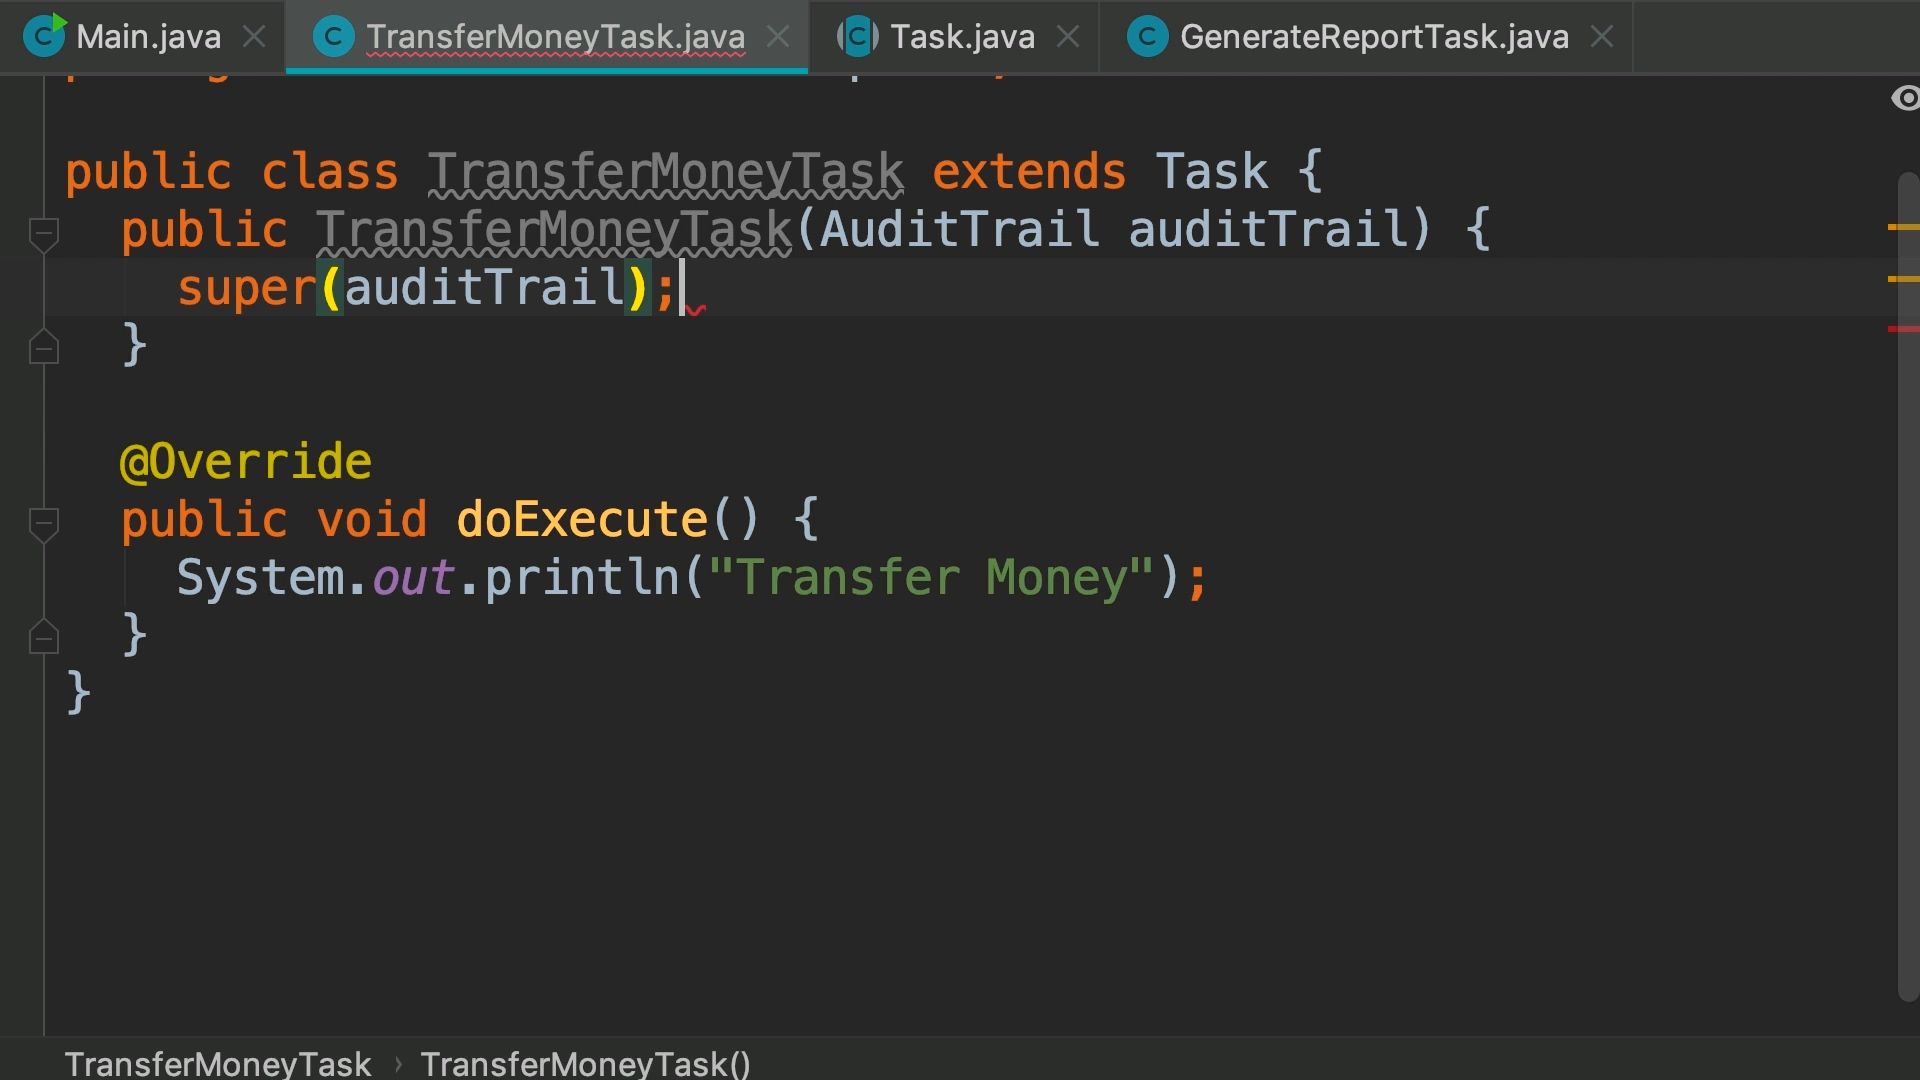 Main.java TransferMoneyTask.java Task.java GenerateReportTask.java
public class TransferMoneyTask extends Task {
public TransferMoneyTask(AuditTrail auditTrail) {
super(auditTrail);
}
@Override
public void doExecute() {
System.out.println("Transfer Money");
}
}
TransferMoneyTask › TransferMoneyTask()